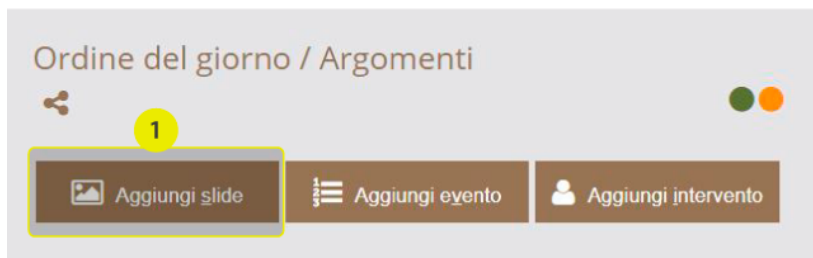 Ordine del giorno / Argomenti
1
Aggiungi slide
Aggiungi evento
Aggiungi intervento